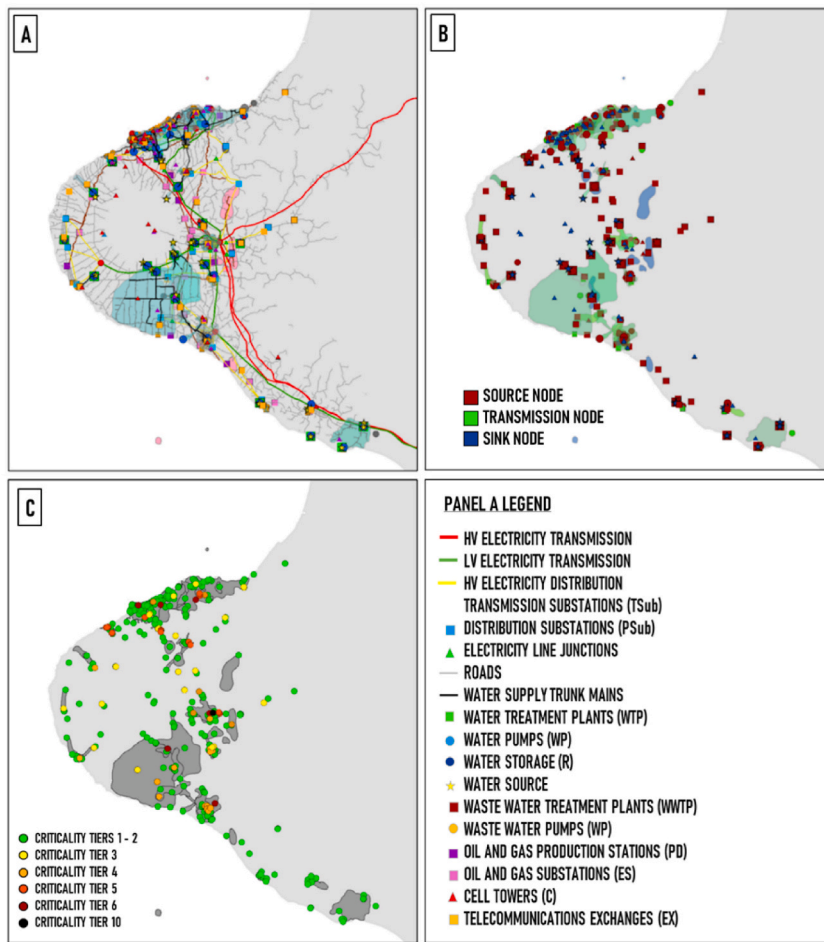 A
B
SOURCE NODE
TRANSMISSION NODE
SINK NODE
C
CRITICALITY TIERS 1 - 2
CRITICALITY TIER 3
CRITICALITY TIER 4
CRITICALITY TIER 5
CRITICALITY TIER 6
CRITICALITY TIER 10
PANEL A LEGEND
HV ELECTRICITY TRANSMISSION
LV ELECTRICITY TRANSMISSION
HV ELECTRICITY DISTRIBUTION
TRANSMISSION SUBSTATIONS (TSub)
DISTRIBUTION SUBSTATIONS (PSub)
ELECTRICITY LINE JUNCTIONS
ROADS
WATER SUPPLY TRUNK MAINS
WATER TREATMENT PLANTS (WTP)
WATER PUMPS (WP)
WATER STORAGE (R)
WATER SOURCE
WASTE WATER TREATMENT PLANTS (WWTP)
WASTE WATER PUMPS (WP)
OIL AND GAS PRODUCTION STATIONS (PD)
OIL AND GAS SUBSTATIONS (ES)
CELL TOWERS (C)
TELECOMMUNICATIONS EXCHANGES (EX)